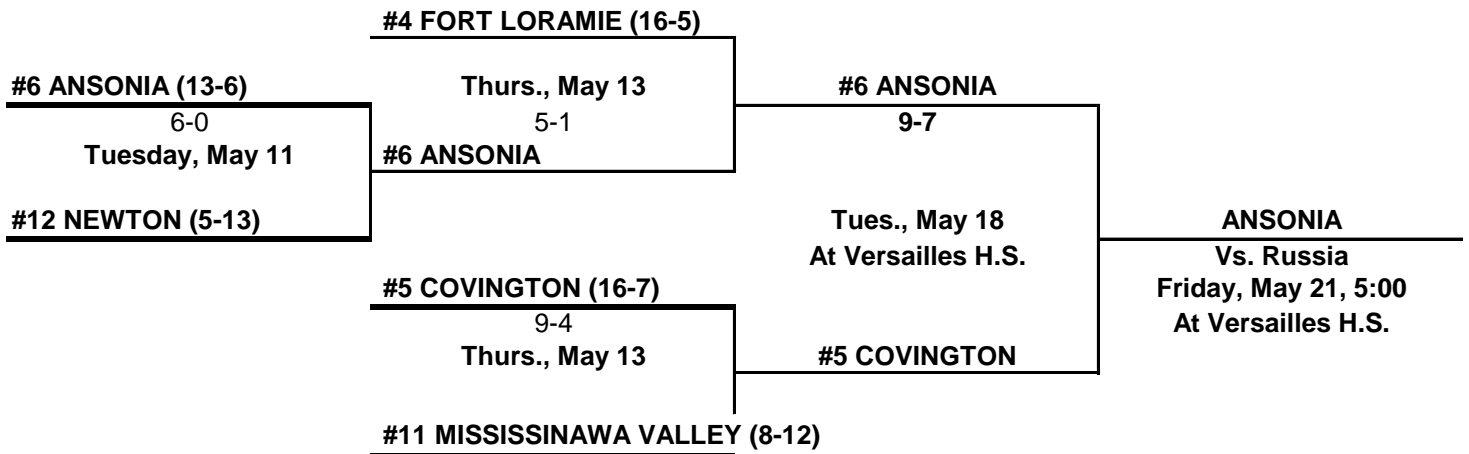 #4 FORT LORAMIE (16-5)
#6 ANSONIA (13-6)
Thurs., May 13
#6 ANSONIA
6-0
5-1
9-7
Tuesday, May 11
#6 ANSONIA
#12 NEWTON (5-13)
Tues., May 18
ANSONIA
At Versailles H.S.
Vs. Russia
#5 COVINGTON (16-7)
Friday, May 21, 5:00
9-4
At Versailles H.S.
Thurs., May 13
#5 COVINGTON
#11 MISSISSINAWA VALLEY (8-12)